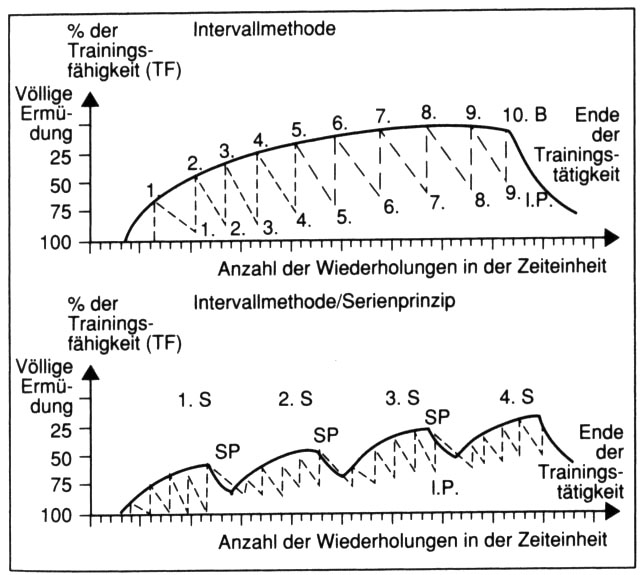 % der
Trainings-
fähigkeit (TF)
Intervallmethode
Völlige
Ermü-
dung
25
50
75
100
1. 2. 3. 4. 5. 6. 7. 8. 9. 10. B
1. 2. 3. 4. 5. 6. 7. 8. 9. I.P.
Ende
der
Trainings-
tätigkeit
Anzahl der Wiederholungen in der Zeiteinheit
% der
Trainings-
fähigkeit (TF)
Intervallmethode/Serienprinzip
Völlige
Ermü-
dung
25
50
75
100
1. S 2. S 3. S 4. S
SP SP SP
I.P.
Ende
der
Trainings-
tätigkeit
Anzahl der Wiederholungen in der Zeiteinheit